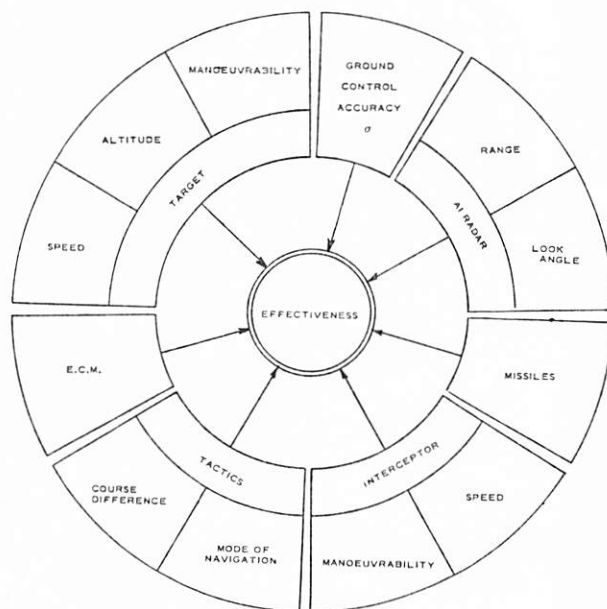 MANOEUVRABILITY
ALTITUDE
SPEED
TARGET
GROUND
CONTROL
ACCURACY
σ
RANGE
LOOK
ANGLE
AI RADAR
EFFECTIVENESS
E.C.M.
MISSILES
TACTICS
COURSE
DIFFERENCE
MODE OF
NAVIGATION
INTERCEPTOR
SPEED
MANOEUVRABILITY